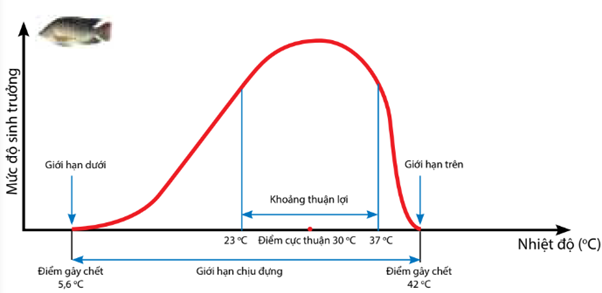 Mức độ sinh trưởng
Giới hạn dưới
Giới hạn trên
Khoảng thuận lợi
23 °C
Điểm cực thuận 30 °C
37 °C
Nhiệt độ (°C)
Điểm gây chết
5,6 °C
Giới hạn chịu đựng
Điểm gây chết
42 °C